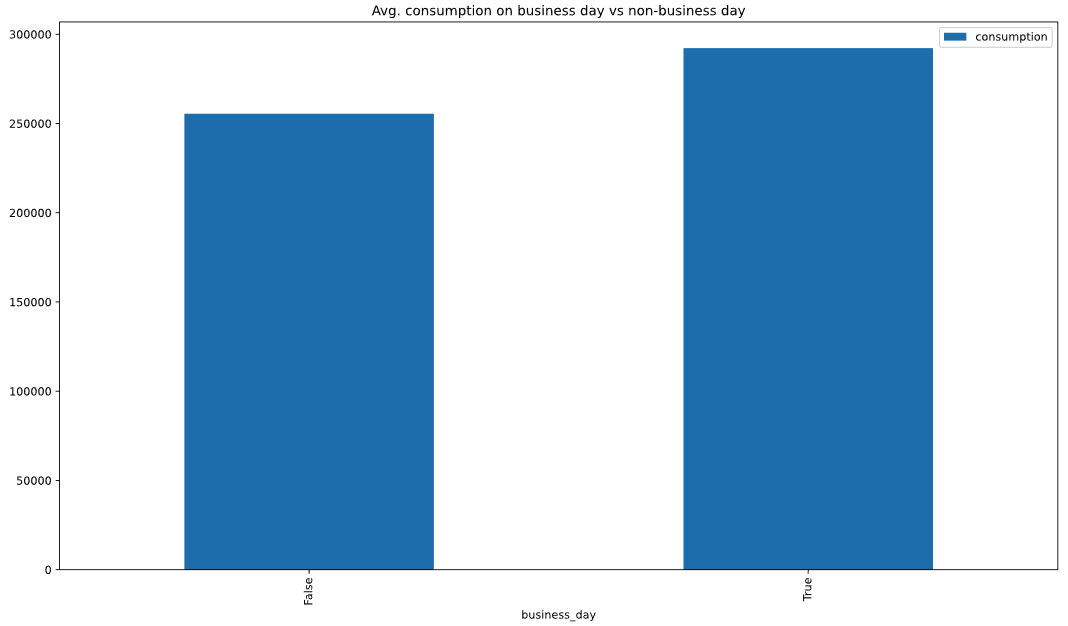 Avg. consumption on business day vs non-business day
consumption
300000
250000
200000
150000
100000
50000
0
False
True
business_day